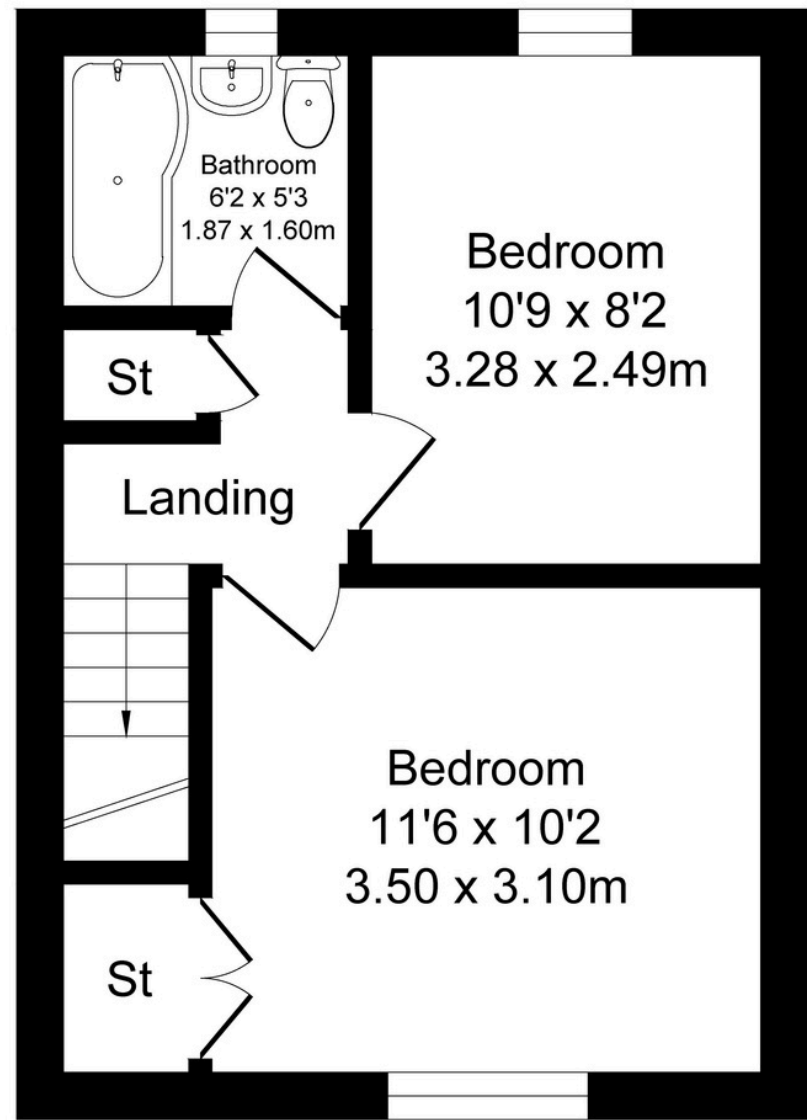 Bathroom
6'2 x 5'3
1.87 x 1.60m
Bedroom
10'9 x 8'2
3.28 x 2.49m
St
Landing
Bedroom
11'6 x 10'2
3.50 x 3.10m
St